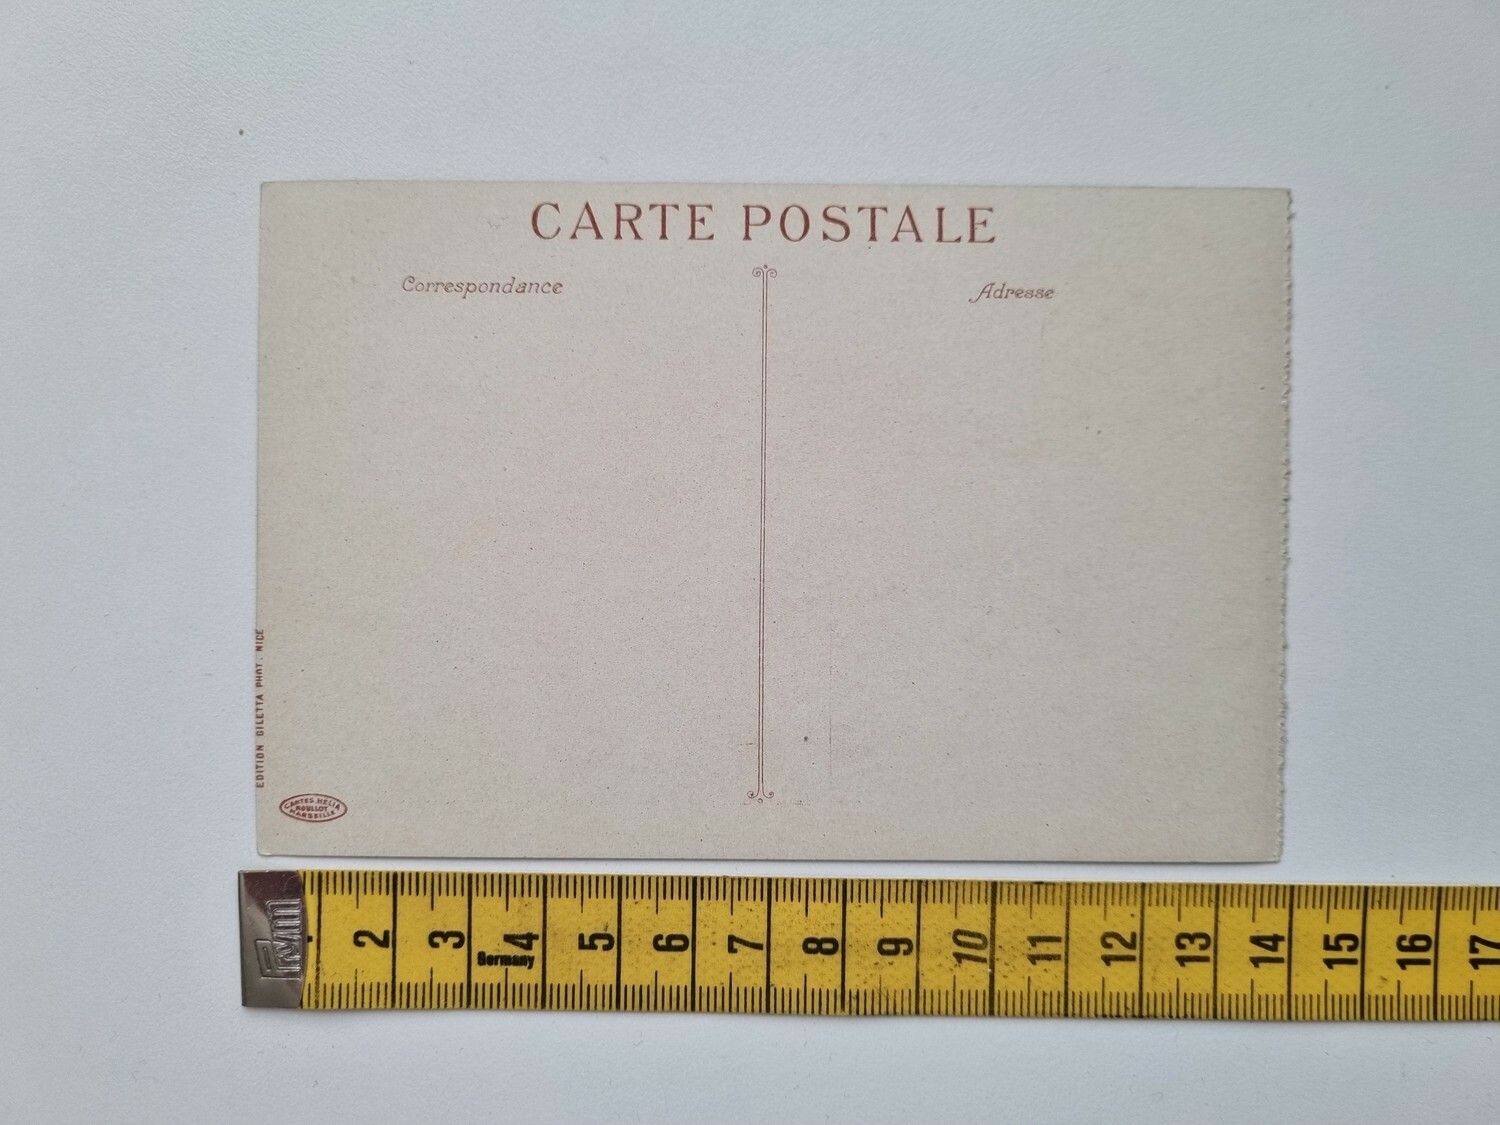 CARTE POSTALE
Correspondance
Adresse
EDITION GILETTA PHOT. NICE
CARTES HELIA
ROULLOT
MARSEILLE
Prym
2 3 4 5 6 7 8 9 10 11 12 13 14 15 16 17
Germany